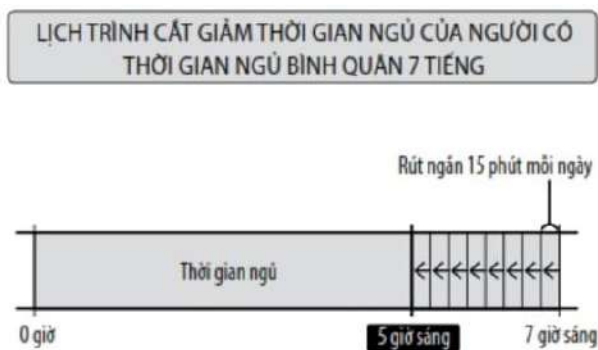 LỊCH TRÌNH CẮT GIẢM THỜI GIAN NGỦ CỦA NGƯỜI CÓ
THỜI GIAN NGỦ BÌNH QUÂN 7 TIẾNG
Rút ngắn 15 phút mỗi ngày
Thời gian ngủ
0 giờ
5 giờ sáng
7 giờ sáng